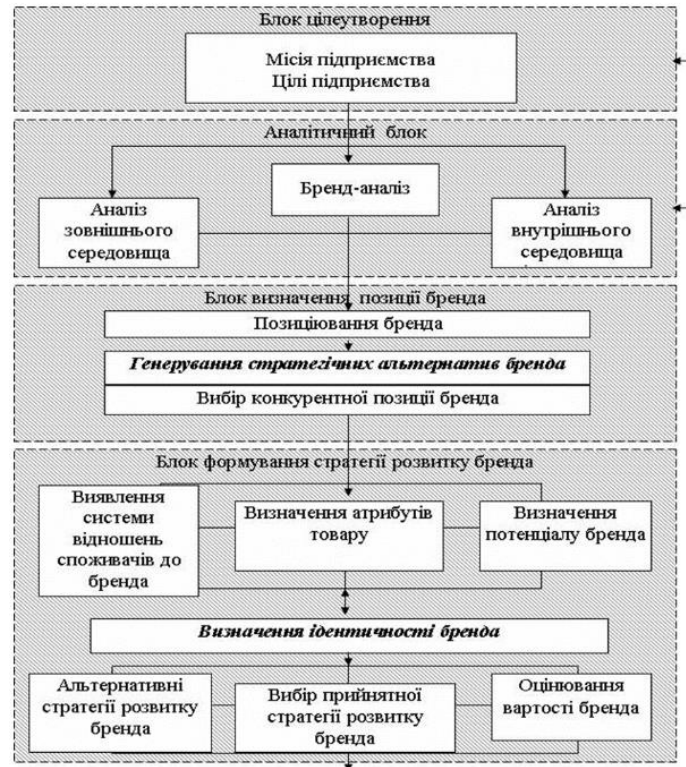 Блок цілеутворення
Місія підприємства
Цілі підприємства
Аналітичний блок
Бренд-аналіз
Аналіз
зовнішнього
середовища
Аналіз
внутрішнього
середовища
Блок визначення позиції бренда
Позиціювання бренда
Генерування стратегічних альтернатив бренда
Вибір конкурентної позиції бренда
Блок формування стратегії розвитку бренда
Виявлення
системи
відношень
споживачів до
бренда
Визначення атрибутів
товару
Визначення
потенціалу бренда
Визначення ідентичності бренда
Альтернативні
стратегії розвитку
бренда
Вибір прийнятної
стратегії розвитку
бренда
Оцінювання
вартості бренда